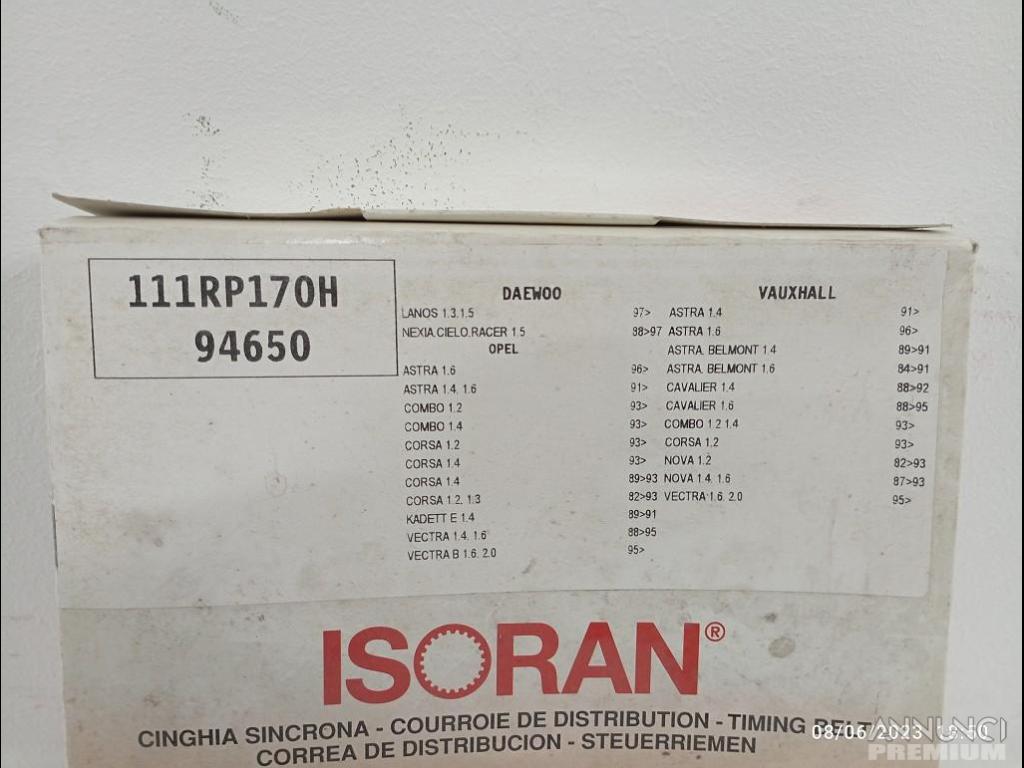 111RP170H
94650
DAEWOO
LANOS 1.3.1.5 97>
NEXIA.CIELO.RACER 1.5 88>97
OPEL
ASTRA 1.6 96>
ASTRA 1.4. 1.6 91>
COMBO 1.2 93>
COMBO 1.4 93>
CORSA 1.2 93>
CORSA 1.4 93>
CORSA 1.4 89>93
CORSA 1.2. 1.3 82>93
KADETT E 1.4 89>91
VECTRA 1.4. 1.6 88>95
VECTRA B 1.6. 2.0 95>
VAUXHALL
ASTRA 1.4 91>
ASTRA 1.6 96>
ASTRA. BELMONT 1.4 89>91
ASTRA. BELMONT 1.6 84>91
CAVALIER 1.4 88>92
CAVALIER 1.6 88>95
COMBO 1.2 1.4 93>
CORSA 1.2 93>
NOVA 1.2 82>93
NOVA 1.4. 1.6 87>93
VECTRA 1.6. 2.0 95>
ISORAN®
CINGHIA SINCRONA - COURROIE DE DISTRIBUTION - TIMING BELT
CORREA DE DISTRIBUCION - STEUERRIEMEN
08/06/2023
ANNUNCI
PREMIUM